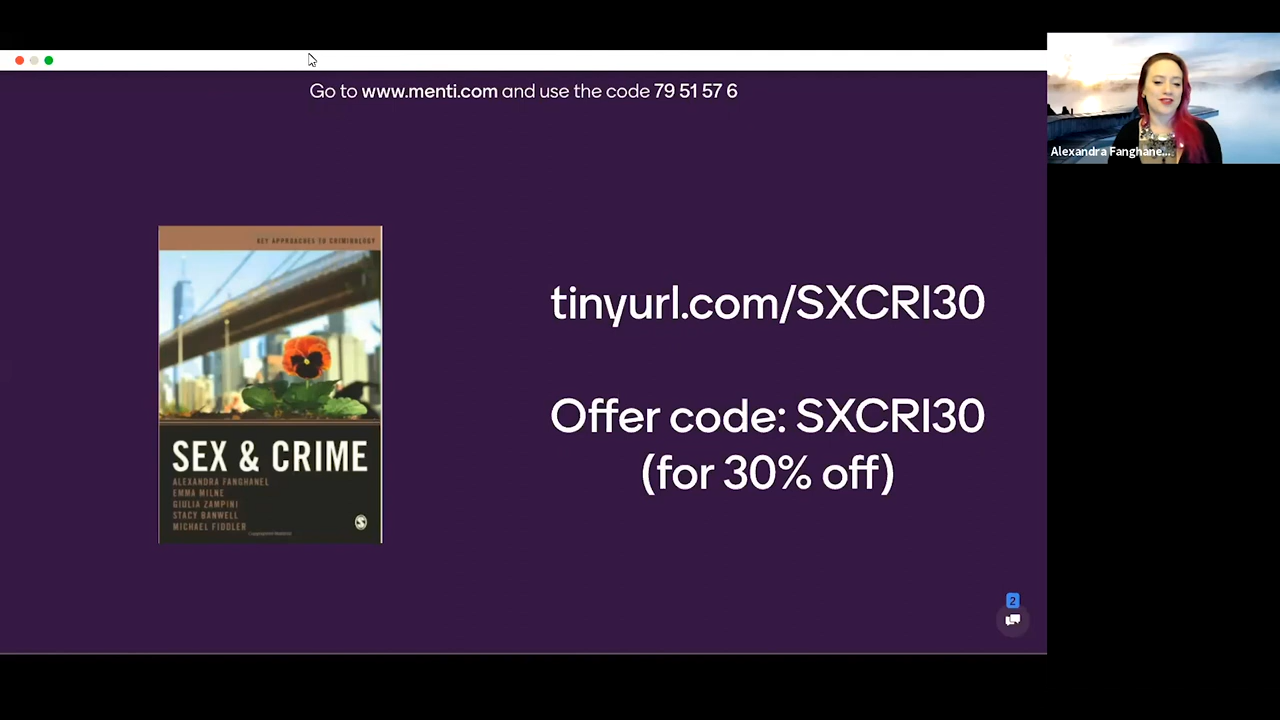 Go to www.menti.com and use the code 79 51 57 6
Alexandra Fanghane...
KEY APPROACHES TO CRIMINOLOGY
SEX & CRIME
ALEXANDRA FANGHANEL
EMMA MILNE
GIULIA ZAMPINI
STACY BANWELL
MICHAEL FIDDLER
tinyurl.com/SXCRI30
Offer code: SXCRI30
(for 30% off)
2